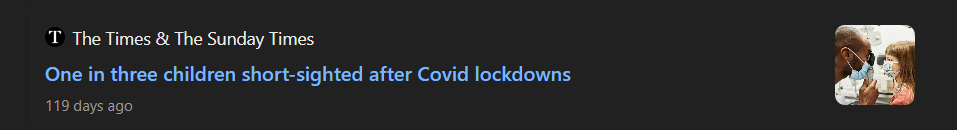 The Times & The Sunday Times
One in three children short-sighted after Covid lockdowns
119 days ago